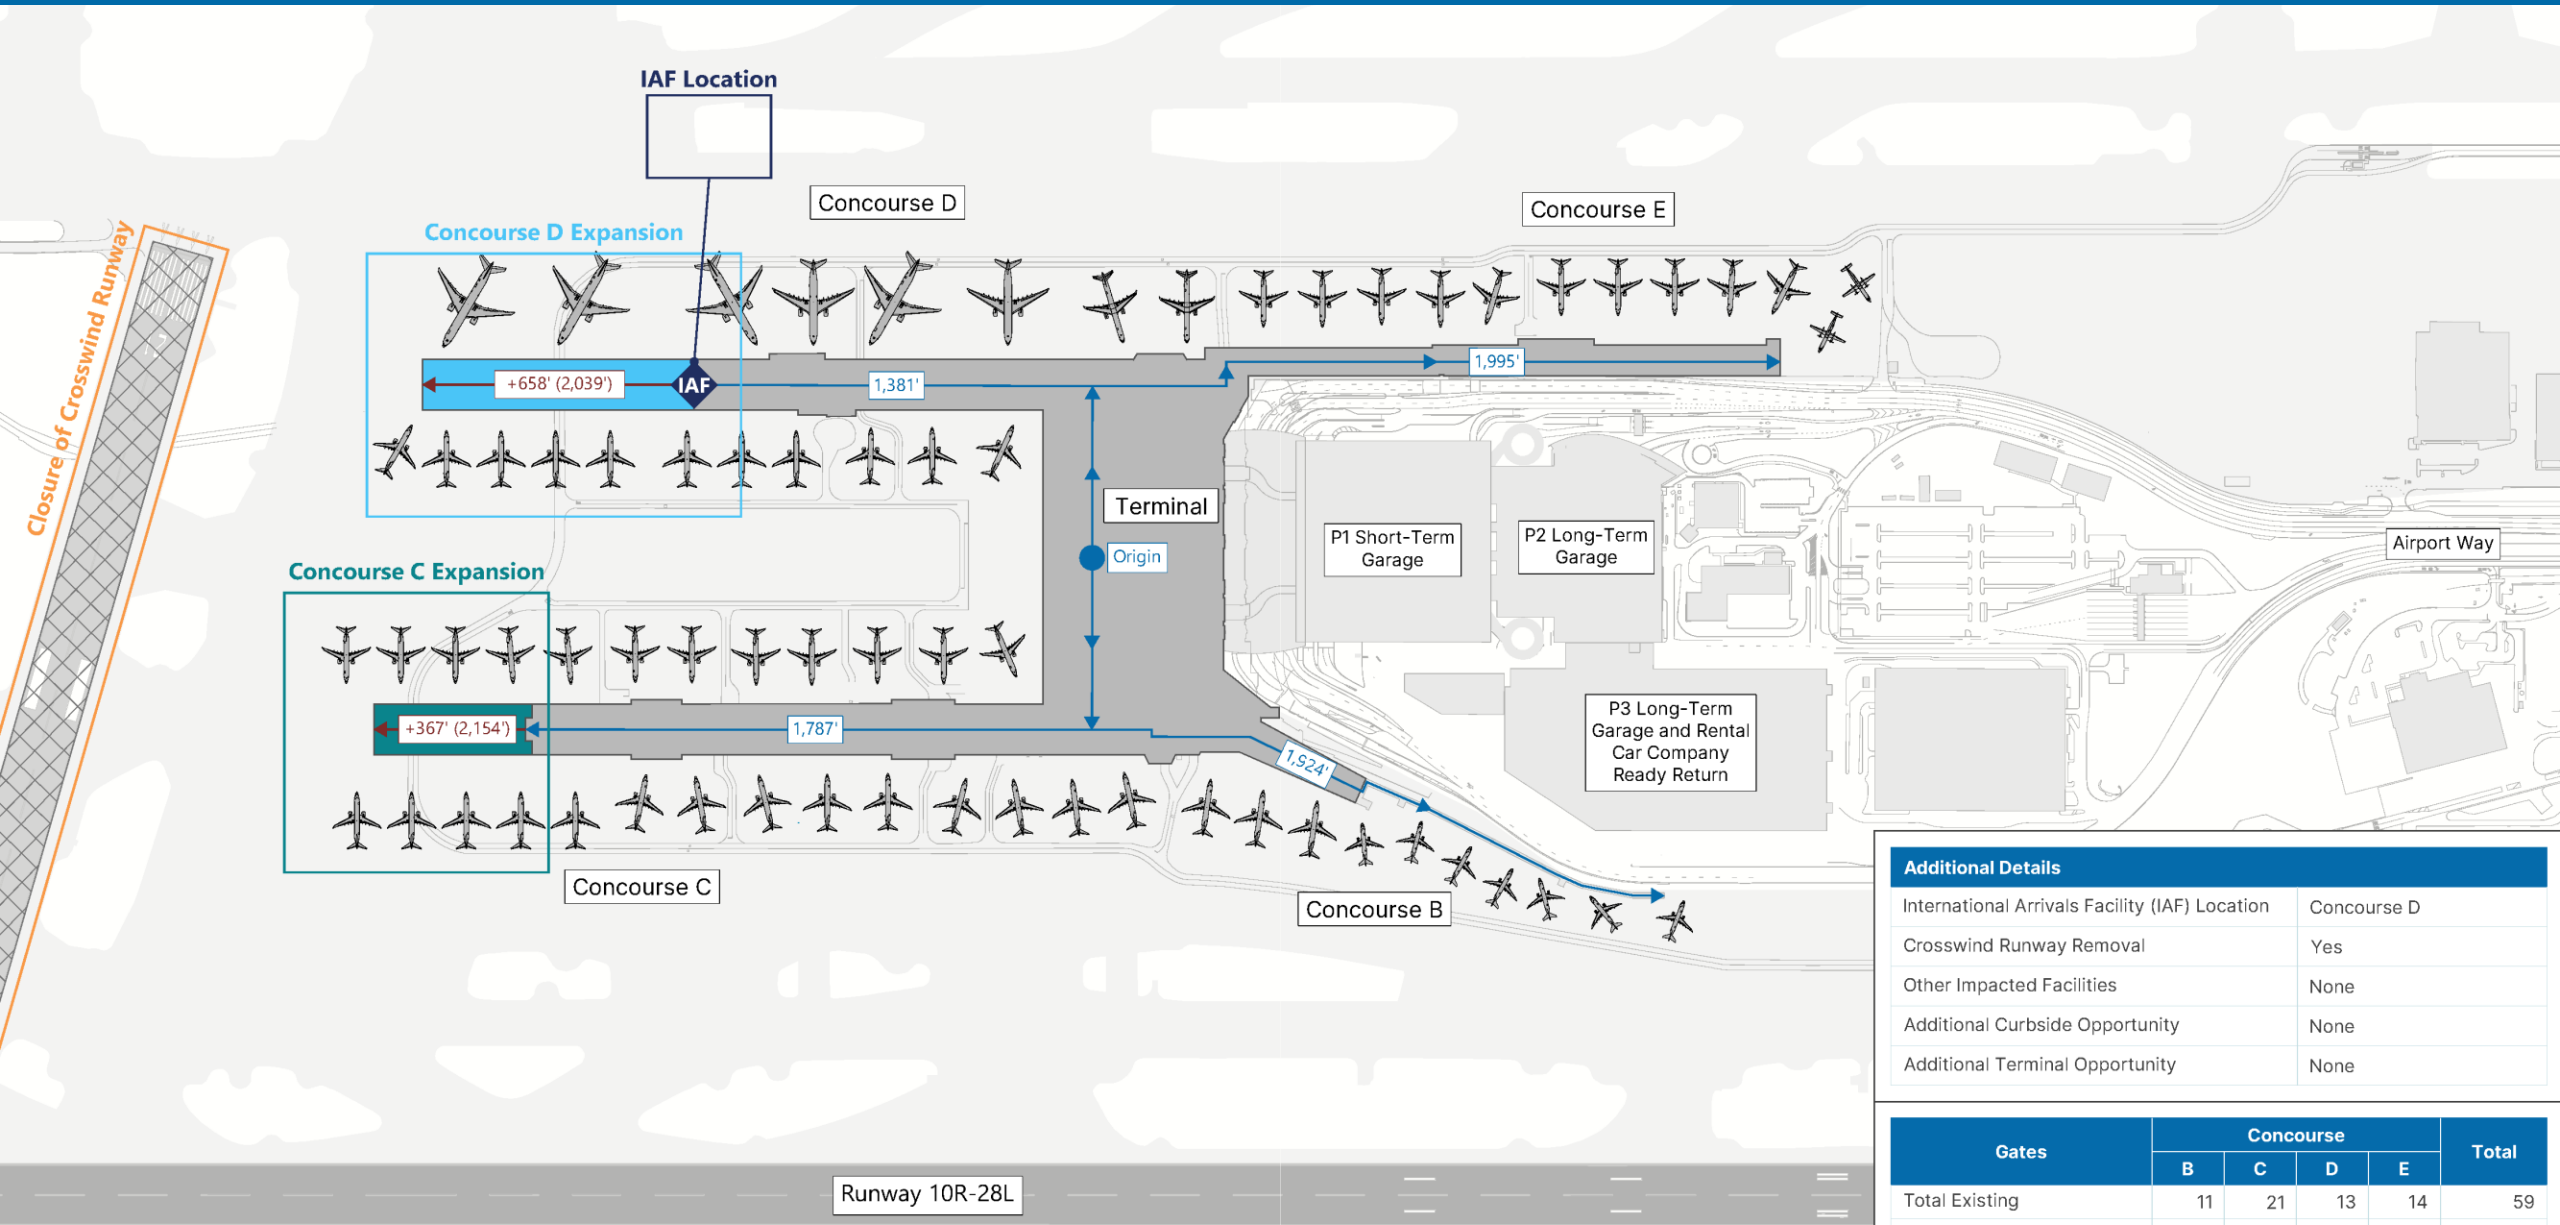 IAF Location
Concourse D
Concourse E
Concourse D Expansion
Closure of Crosswind Runway
+658' (2,039')
IAF
1,381'
1,995'
Terminal
Origin
P1 Short-Term
Garage
P2 Long-Term
Garage
Airport Way
Concourse C Expansion
+367' (2,154')
1,787'
1,924'
P3 Long-Term
Garage and Rental
Car Company
Ready Return
Concourse C
Concourse B
Runway 10R-28L
Additional Details
International Arrivals Facility (IAF) Location Concourse D
Crosswind Runway Removal Yes
Other Impacted Facilities None
Additional Curbside Opportunity None
Additional Terminal Opportunity None
Gates Concourse Total
B C D E
Total Existing 11 21 13 14 59